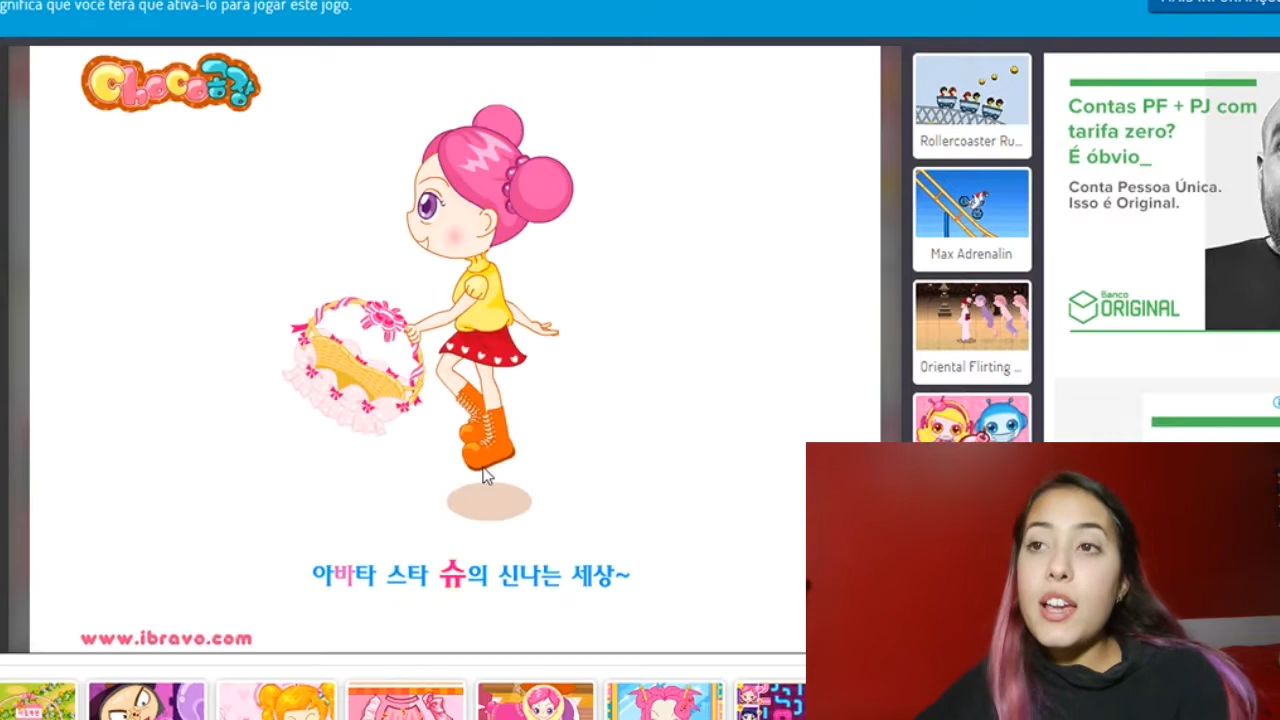 gnifica que você terá que ativá-lo para jogar este jogo.
Choco공장
Rollercoaster Ru...
Max Adrenalin
Oriental Flirting ...
Contas PF + PJ com
tarifa zero?
É óbvio_
Conta Pessoa Única.
Isso é Original.
Banco
ORIGINAL
아바타 스타 슈의 신나는 세상~
www.ibravo.com